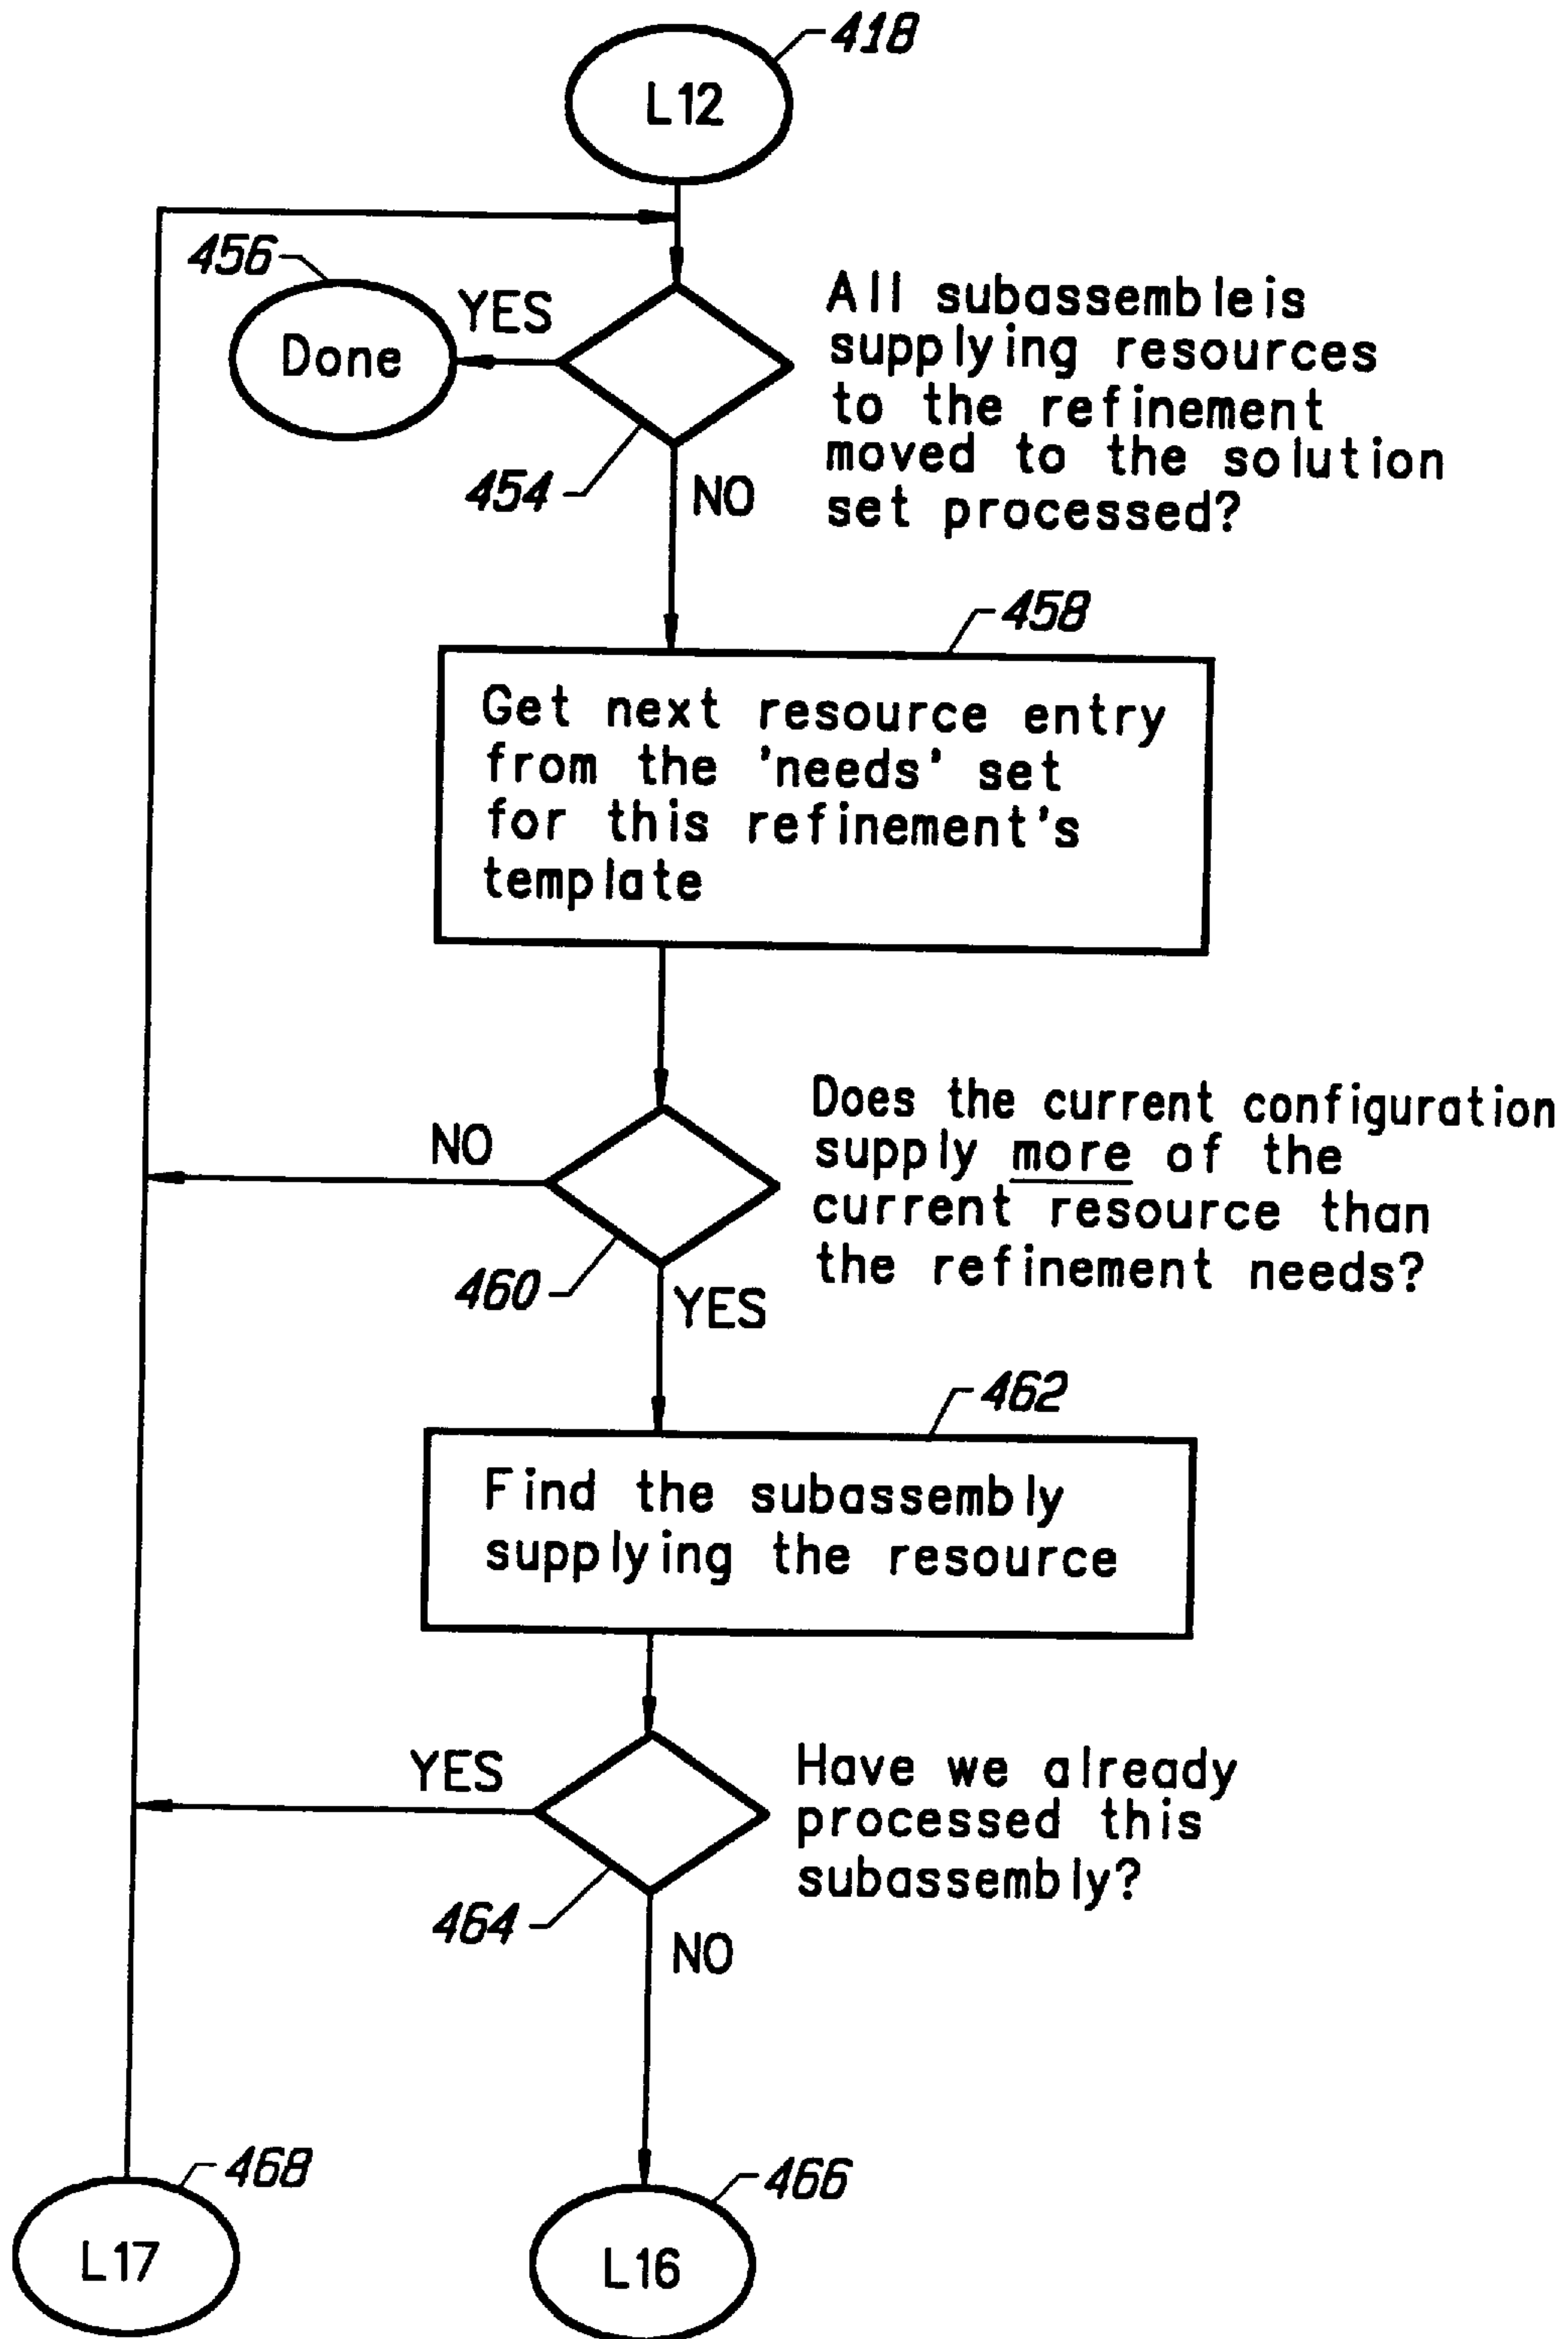 418
L12
456
YES
Done
All subassembleis
supplying resources
to the refinement
moved to the solution
set processed?
454
NO
458
Get next resource entry
from the 'needs' set
for this refinement's
template
Does the current configuration
supply more of the
current resource than
the refinement needs?
NO
460
YES
462
Find the subassembly
supplying the resource
YES
Have we already
processed this
subassembly?
464
NO
468
466
L17
L16